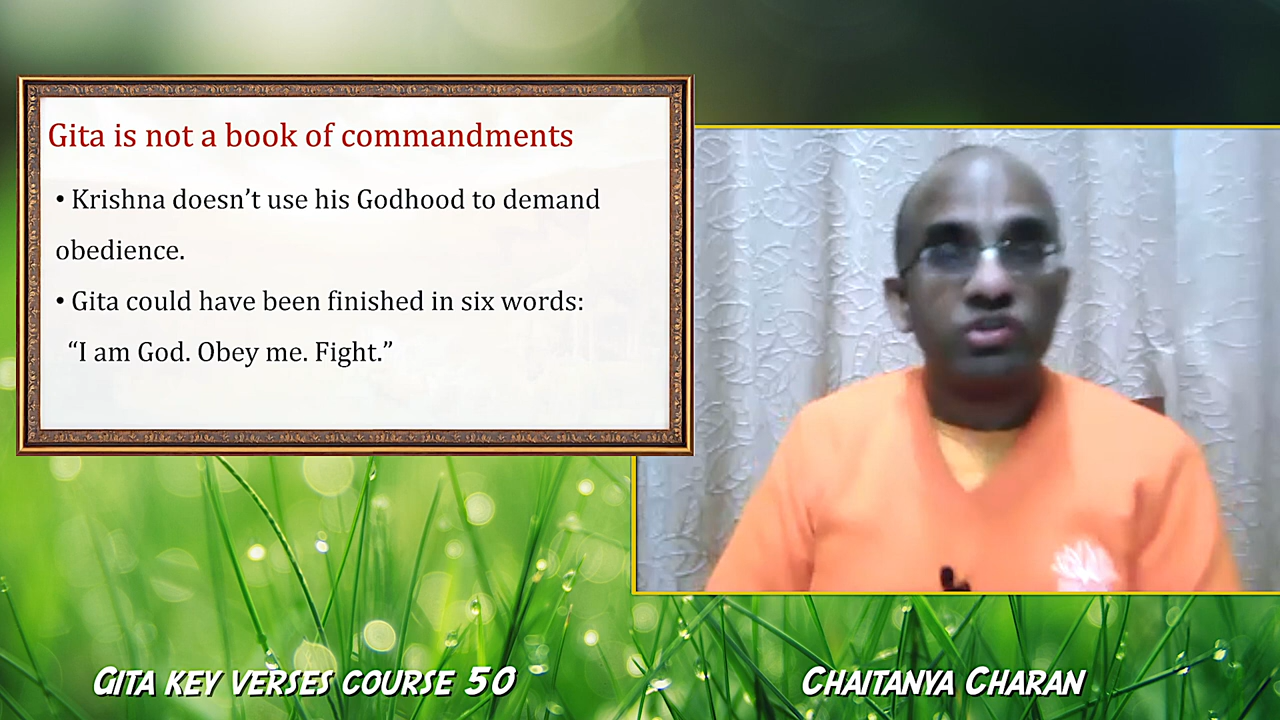 Gita is not a book of commandments
• Krishna doesn’t use his Godhood to demand
obedience.
• Gita could have been finished in six words:
“I am God. Obey me. Fight.”
Gita key verses course 50
Chaitanya Charan